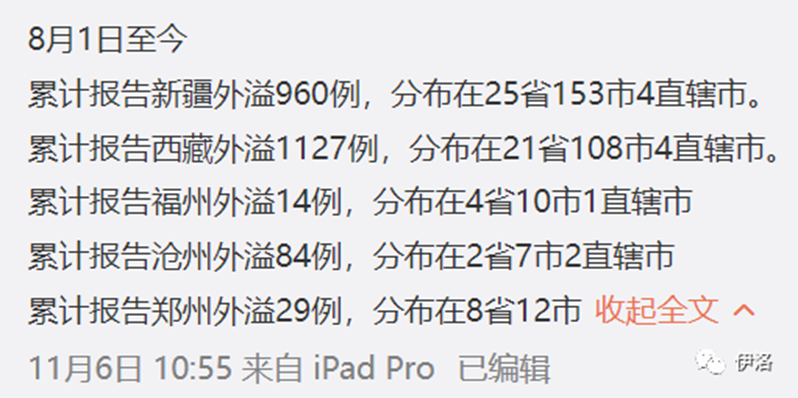 8月1日至今
累计报告新疆外溢960例，分布在25省153市4直辖市。
累计报告西藏外溢1127例，分布在21省108市4直辖市。
累计报告福州外溢14例，分布在4省10市1直辖市
累计报告沧州外溢84例，分布在2省7市2直辖市
累计报告郑州外溢29例，分布在8省12市 收起全文
11月6日 10:55 来自 iPad Pro 已编辑
伊洛